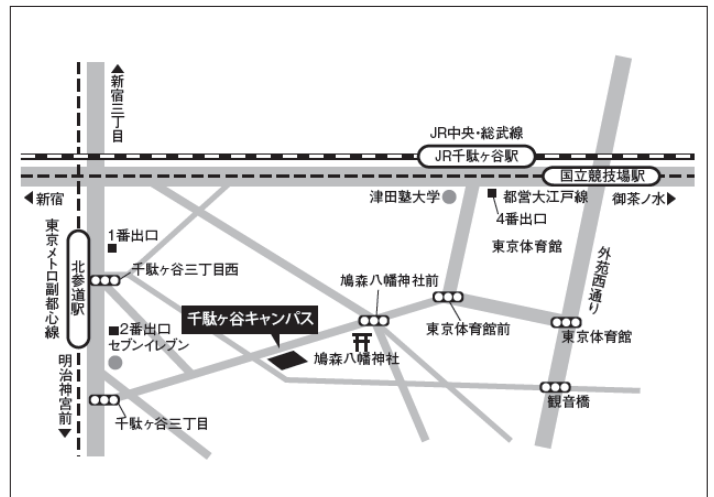 ▲新宿三丁目
JR中央・総武線
JR千駄ヶ谷駅
国立競技場駅
◀新宿
御茶ノ水▶
津田塾大学
都営大江戸線
4番出口
東京体育館
外苑西通り
東京メトロ副都心線
北参道駅
1番出口
千駄ヶ谷三丁目西
鳩森八幡神社前
千駄ヶ谷キャンパス
東京体育館前
東京体育館
2番出口
セブンイレブン
鳩森八幡神社
明治神宮前▼
観音橋
千駄ヶ谷三丁目